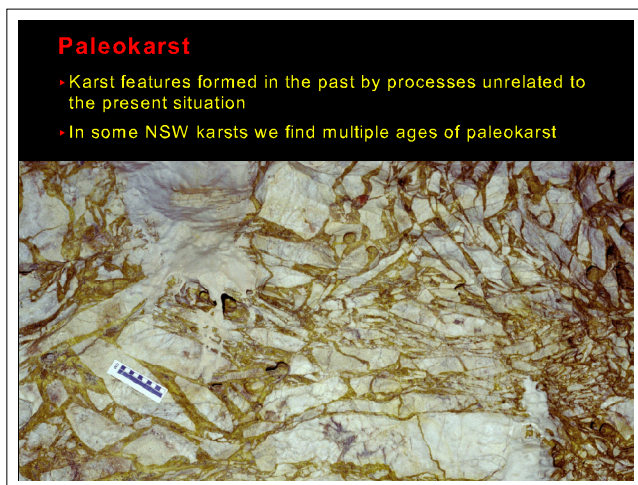 Paleokarst
▸Karst features formed in the past by processes unrelated to
the present situation
▸In some NSW karsts we find multiple ages of paleokarst